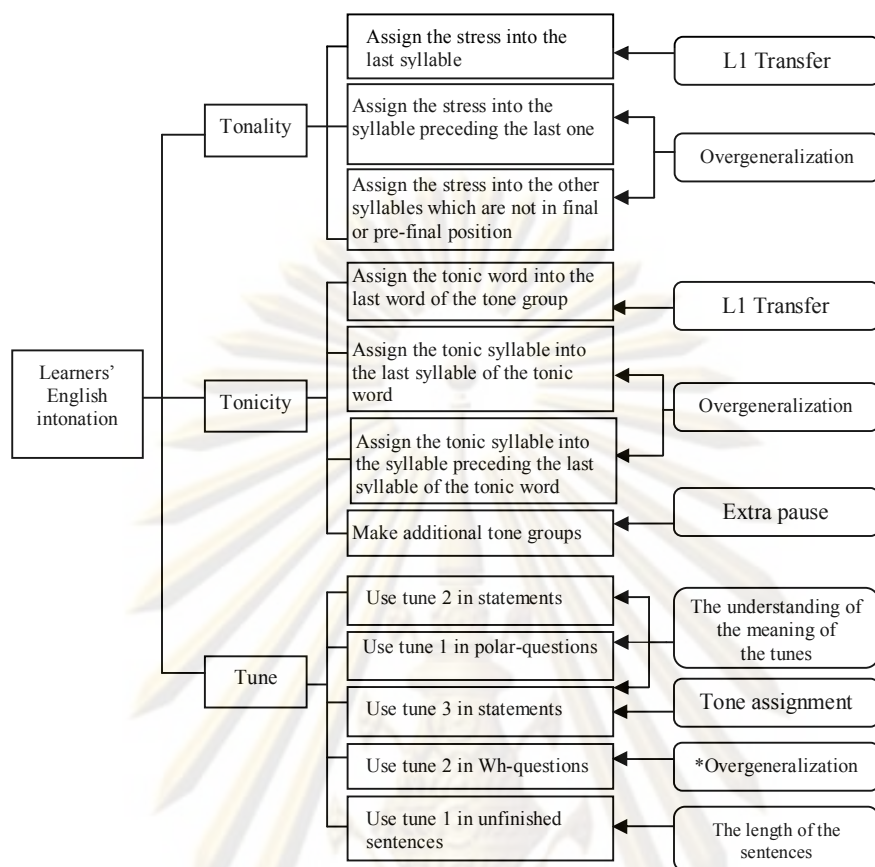 Assign the stress into the
last syllable
L1 Transfer
Tonality
Assign the stress into the
syllable preceding the last one
Overgeneralization
Assign the stress into the other
syllables which are not in final
or pre-final position
Assign the tonic word into the
last word of the tone group
L1 Transfer
Learners’
English
intonation
Tonicity
Assign the tonic syllable into
the last syllable of the tonic
word
Overgeneralization
Assign the tonic syllable into
the syllable preceding the last
syllable of the tonic word
Make additional tone groups
Extra pause
Tune
Use tune 2 in statements
The understanding of
the meaning of
the tunes
Use tune 1 in polar-questions
Use tune 3 in statements
Tone assignment
Use tune 2 in Wh-questions
*Overgeneralization
Use tune 1 in unfinished
sentences
The length of the
sentences